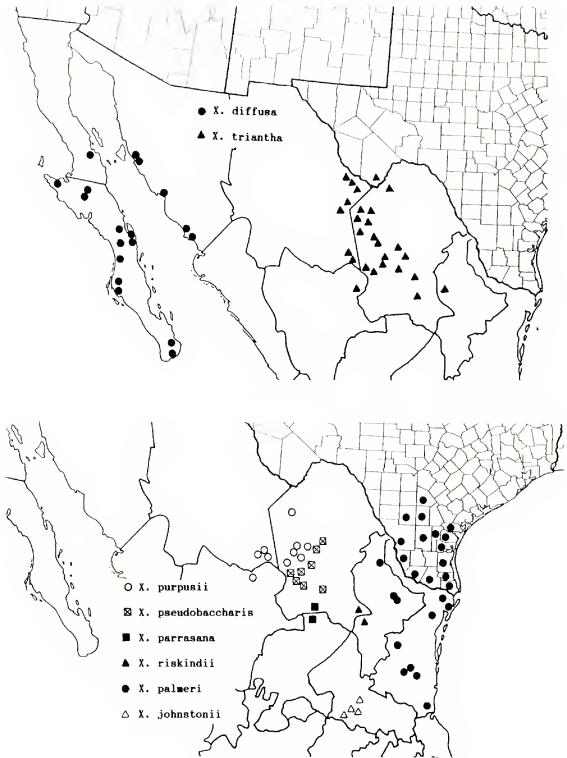 X. diffusa
X. triantha
X. purpusii
X. pseudobaccharis
X. parrasana
X. riskindii
X. palmeri
X. johnstonii